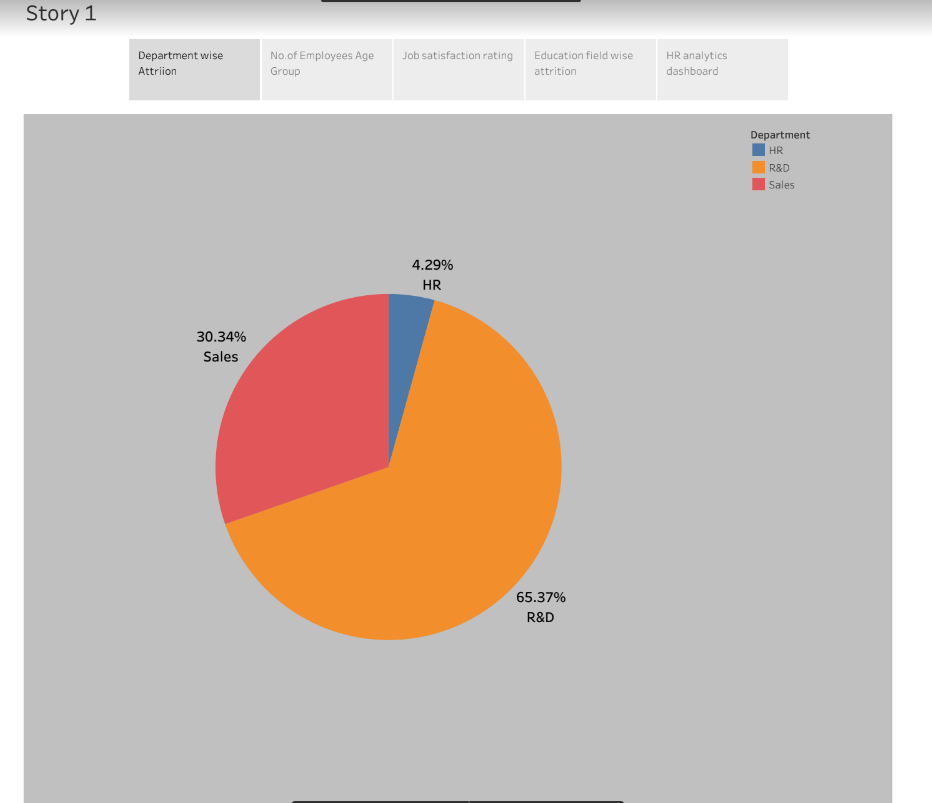 Story 1
Department wise
Attriion
No.of Employees Age
Group
Job satisfaction rating
Education field wise
attrition
HR analytics
dashboard
Department
HR
R&D
Sales
4.29%
HR
30.34%
Sales
65.37%
R&D